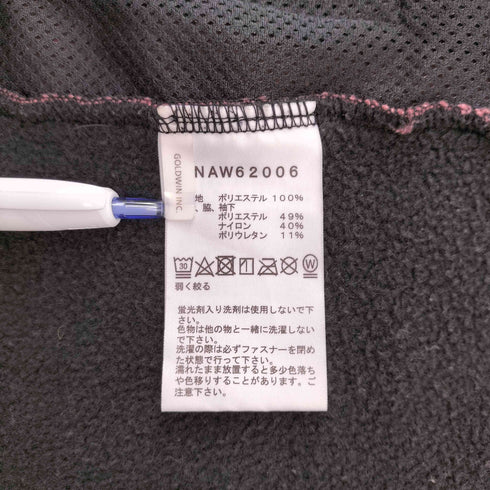 GOLDWIN INC.
NAW62006
地 ポリエステル 100%
、脇、袖下
ポリエステル 49%
ナイロン 40%
ポリウレタン 11%
30 W
弱く絞る
蛍光剤入り洗剤は使用しないで下さい。
色物は他の物と一緒に洗濯しないで下さい。
洗濯の際は必ずファスナーを閉めた状態で行って下さい。
濡れたまま放置すると多少色落ちや色移りすることがあります。ご注意下さい。